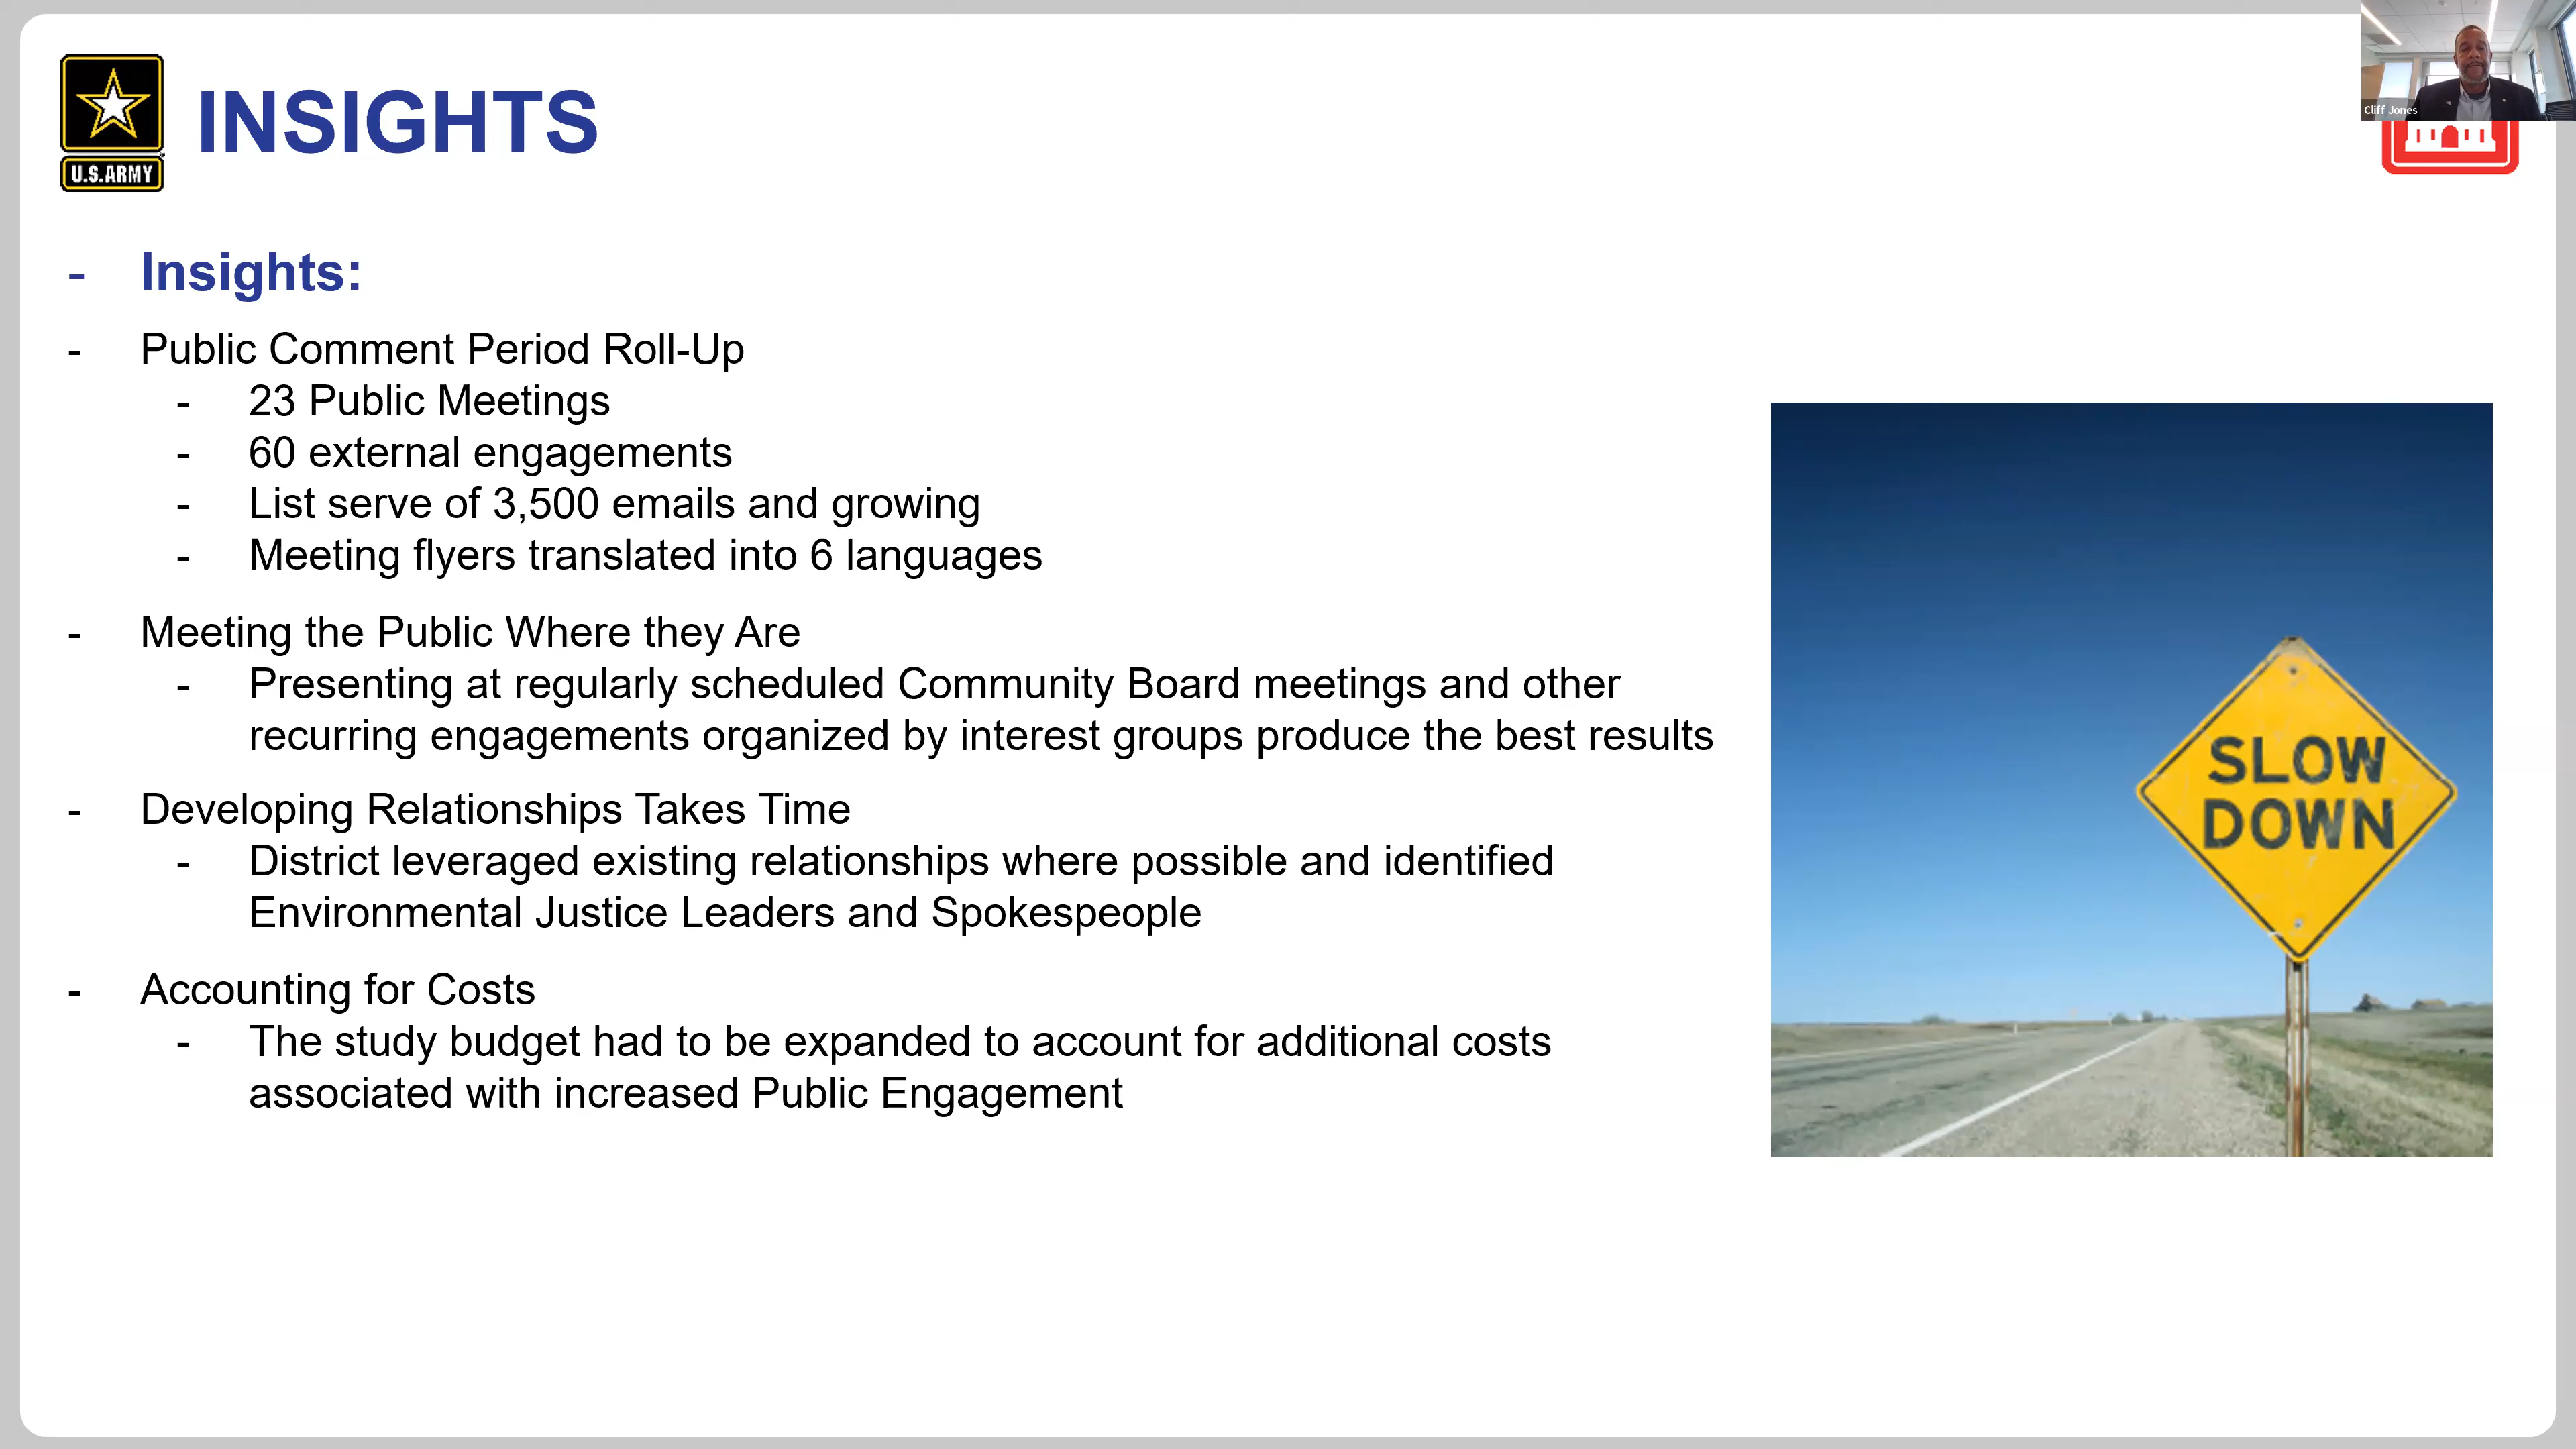 INSIGHTS
U.S.ARMY
Cliff Jones
- Insights:
- Public Comment Period Roll-Up
- 23 Public Meetings
- 60 external engagements
- List serve of 3,500 emails and growing
- Meeting flyers translated into 6 languages
- Meeting the Public Where they Are
- Presenting at regularly scheduled Community Board meetings and other
recurring engagements organized by interest groups produce the best results
- Developing Relationships Takes Time
- District leveraged existing relationships where possible and identified
Environmental Justice Leaders and Spokespeople
- Accounting for Costs
- The study budget had to be expanded to account for additional costs
associated with increased Public Engagement
SLOW
DOWN